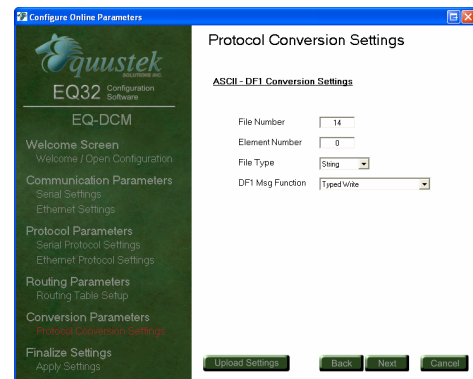 Configure Online Parameters
Equustek
SOLUTIONS INC.
EQ32 Configuration Software
EQ-DCM
Welcome Screen
Welcome / Open Configuration
Communication Parameters
Serial Settings
Ethernet Settings
Protocol Parameters
Serial Protocol Settings
Ethernet Protocol Settings
Routing Parameters
Routing Table Setup
Conversion Parameters
Protocol Conversion Settings
Finalize Settings
Apply Settings
Protocol Conversion Settings
ASCII - DF1 Conversion Settings
File Number 14
Element Number 0
File Type String
DF1 Msg Function Typed Write
Upload Settings Back Next Cancel